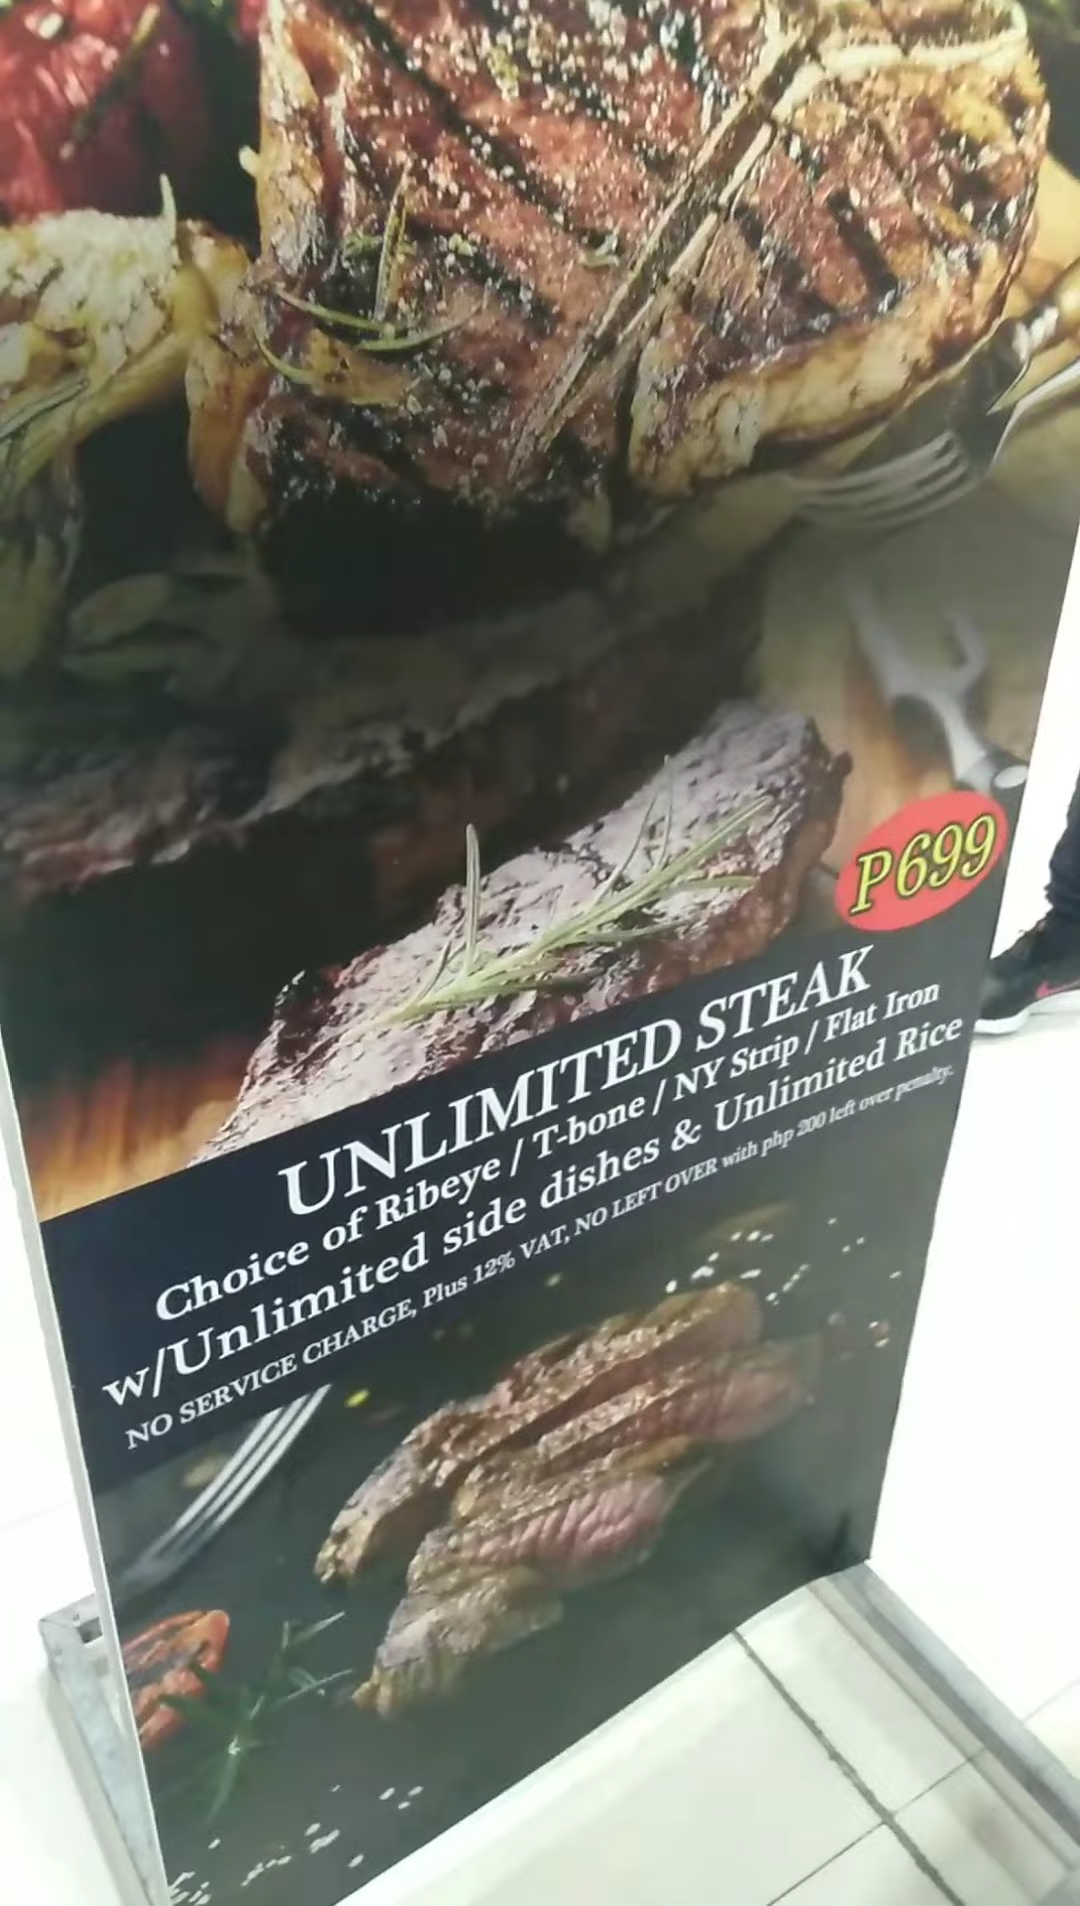 P699
UNLIMITED STEAK
Choice of Ribeye / T-bone / NY Strip / Flat Iron
w/Unlimited side dishes & Unlimited Rice
NO SERVICE CHARGE, Plus 12% VAT, NO LEFT OVER with php 200 left over penalty.